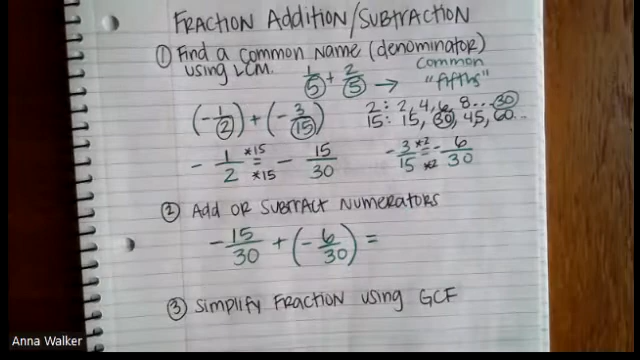 FRACTION ADDITION/SUBTRACTION
① Find a common name (denominator)
using LCM. 1/5 + 2/5 → common "fifths"
(-1/2) + (-3/15) 2: 2, 4, 6, 8... 30
15: 15, 30, 45, 60...
- 1/2 *15 = *15 - 15/30 - 3/15 *2 = *2 - 6/30
② Add OR SUBTRACT NUMERATORS
- 15/30 + (- 6/30) =
③ SIMPLIFY FRACTION USING GCF
Anna Walker